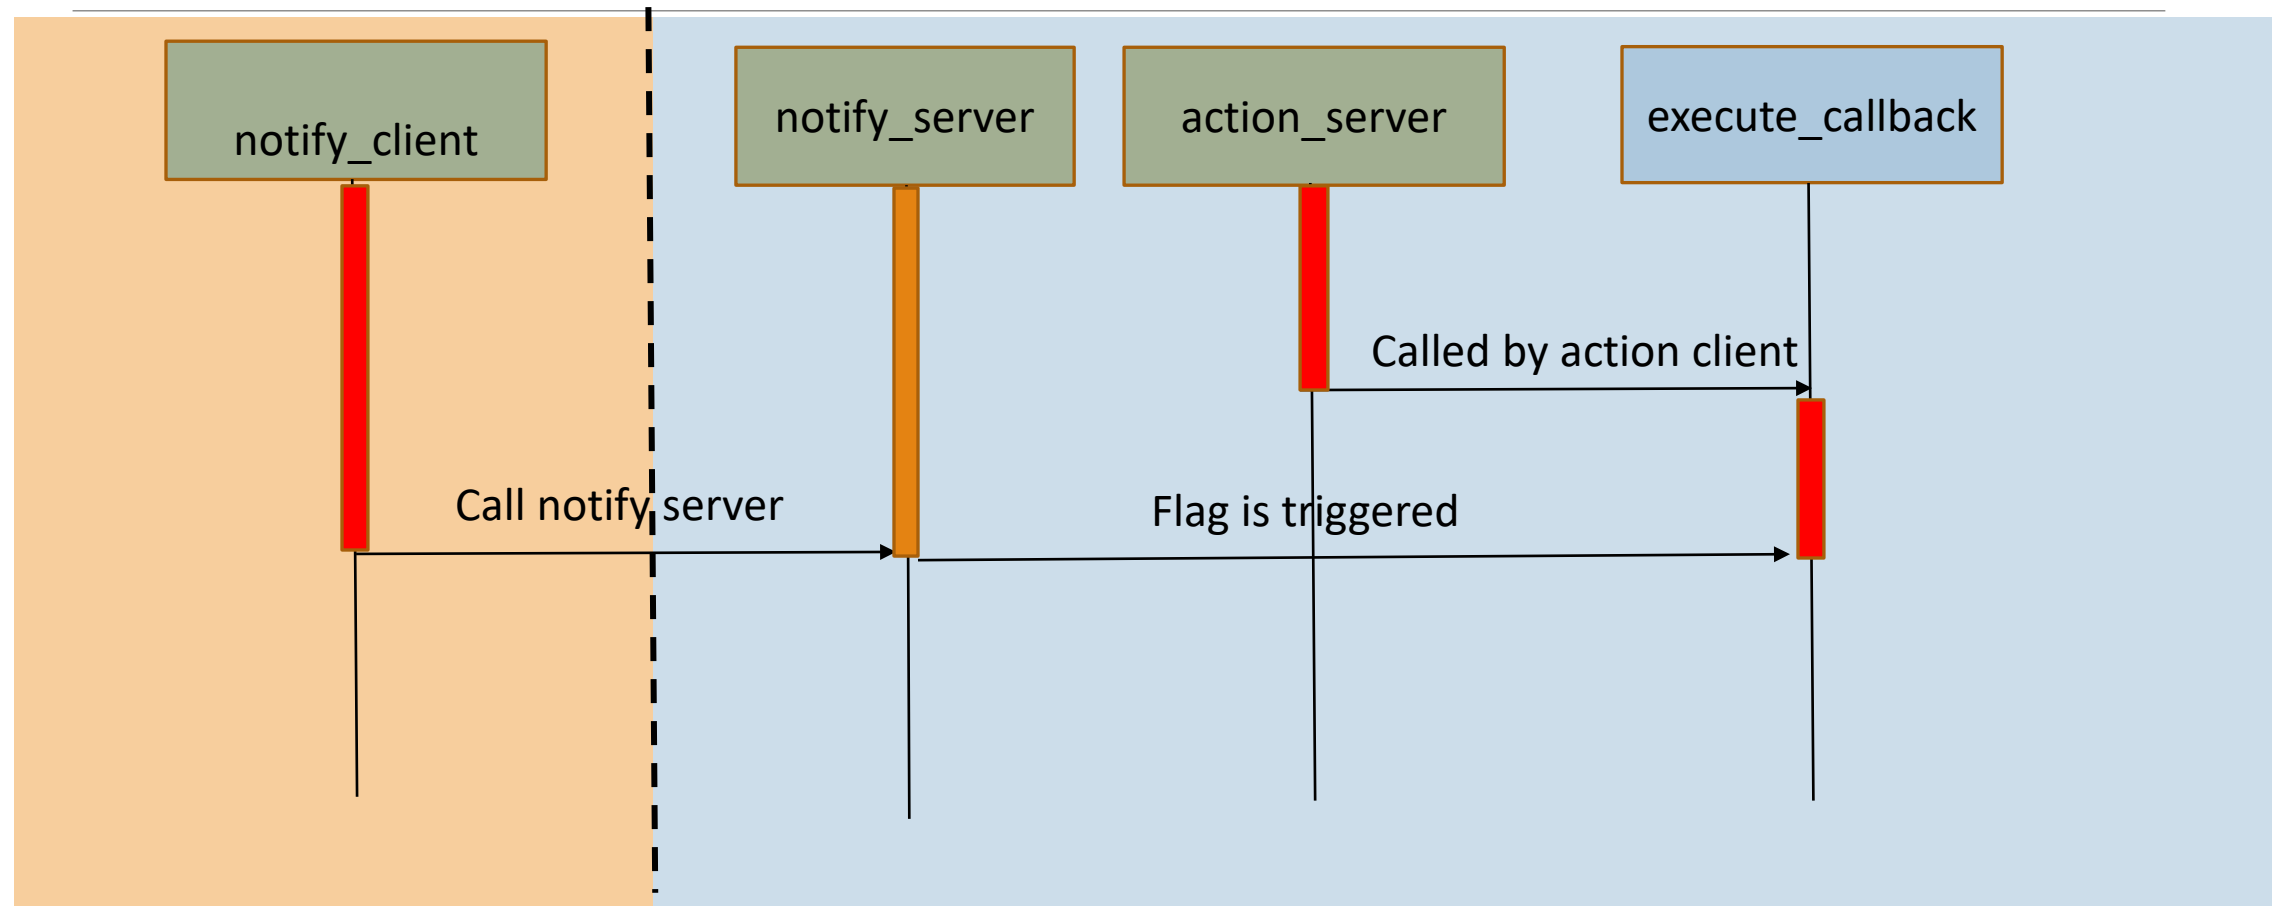 notify_client
notify_server
action_server
execute_callback
Called by action client
Call notify server
Flag is triggered